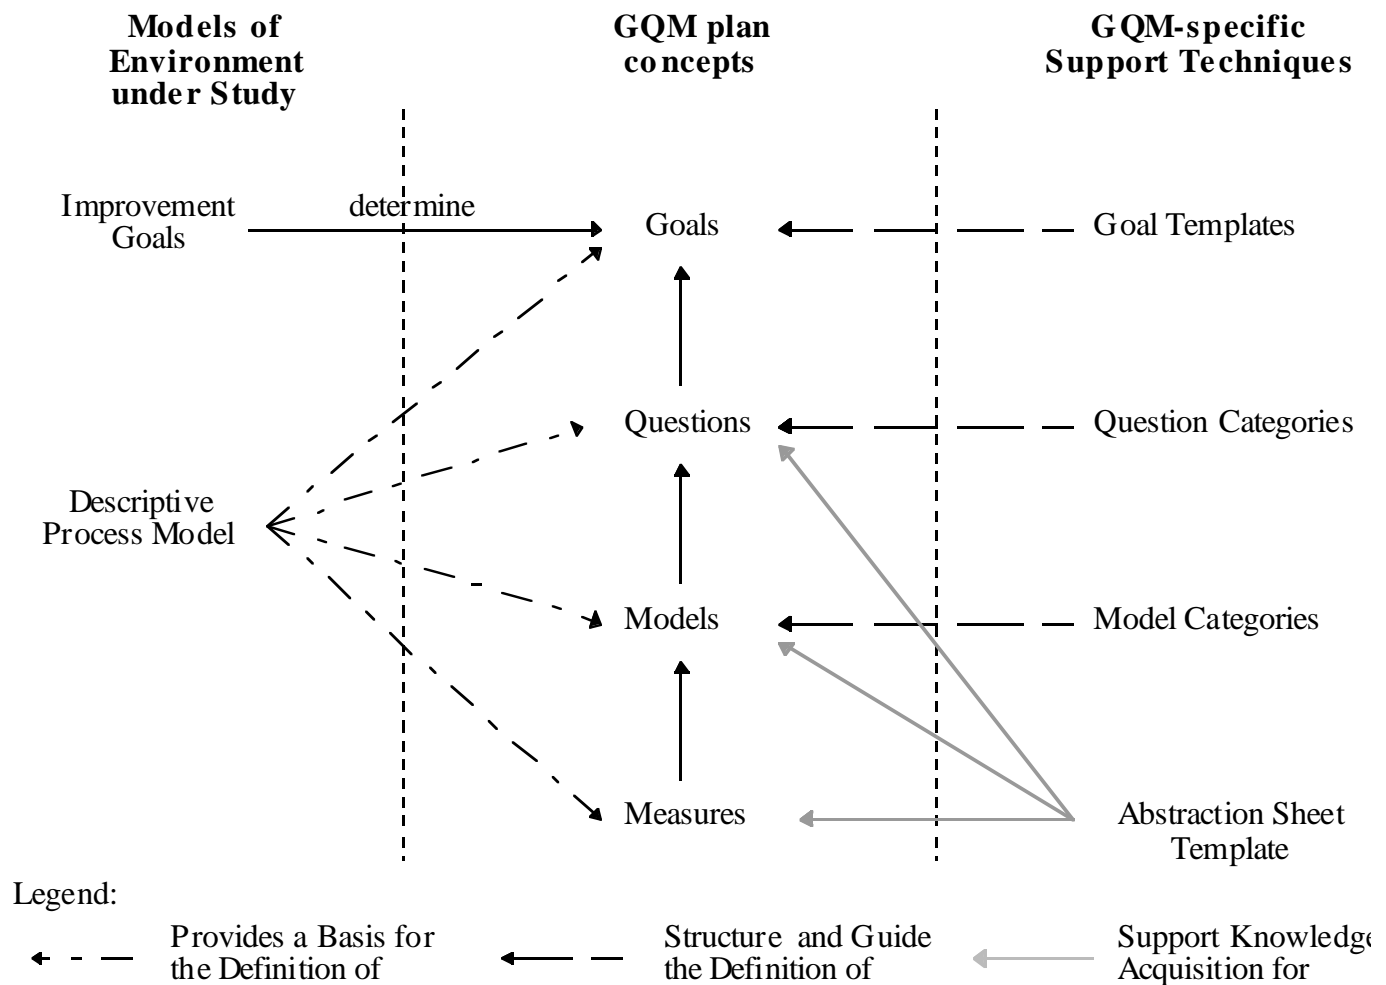 Models of
Environment
under Study
GQM plan
concepts
GQM-specific
Support Techniques
Improvement
Goals
determine
Goals
Goal Templates
Questions
Question Categories
Descriptive
Process Model
Models
Model Categories
Measures
Abstraction Sheet
Template
Legend:
Provides a Basis for
the Definition of
Structure and Guide
the Definition of
Support Knowledge
Acquisition for